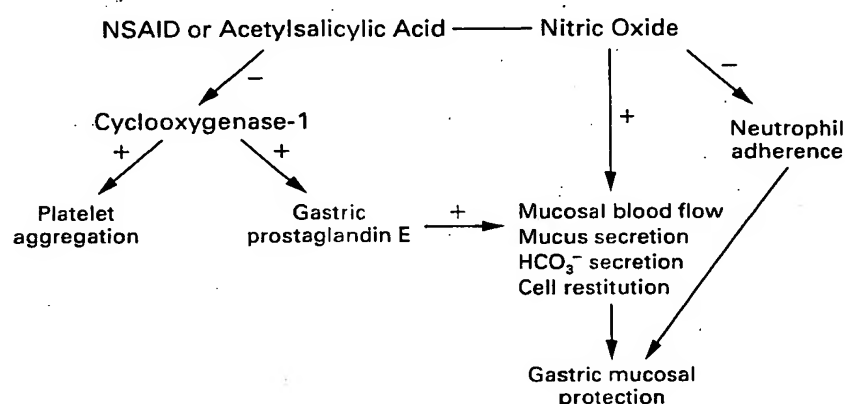 NSAID or Acetylsalicylic Acid — Nitric Oxide
−
−
Cyclooxygenase-1
+
Neutrophil
adherence
+
+
Platelet
aggregation
Gastric
prostaglandin E
+
Mucosal blood flow
Mucus secretion
HCO₃⁻ secretion
Cell restitution
Gastric mucosal
protection